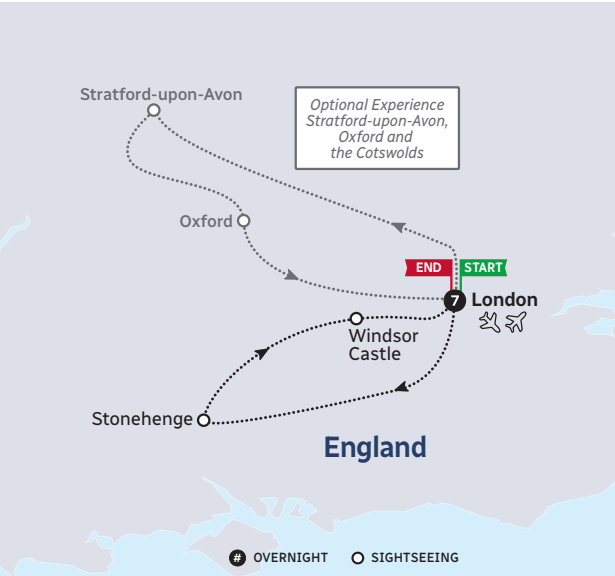 Stratford-upon-Avon
Optional Experience
Stratford-upon-Avon,
Oxford and
the Cotswolds
Oxford
END
START
7
London
Windsor
Castle
Stonehenge
England
# OVERNIGHT
SIGHTSEEING